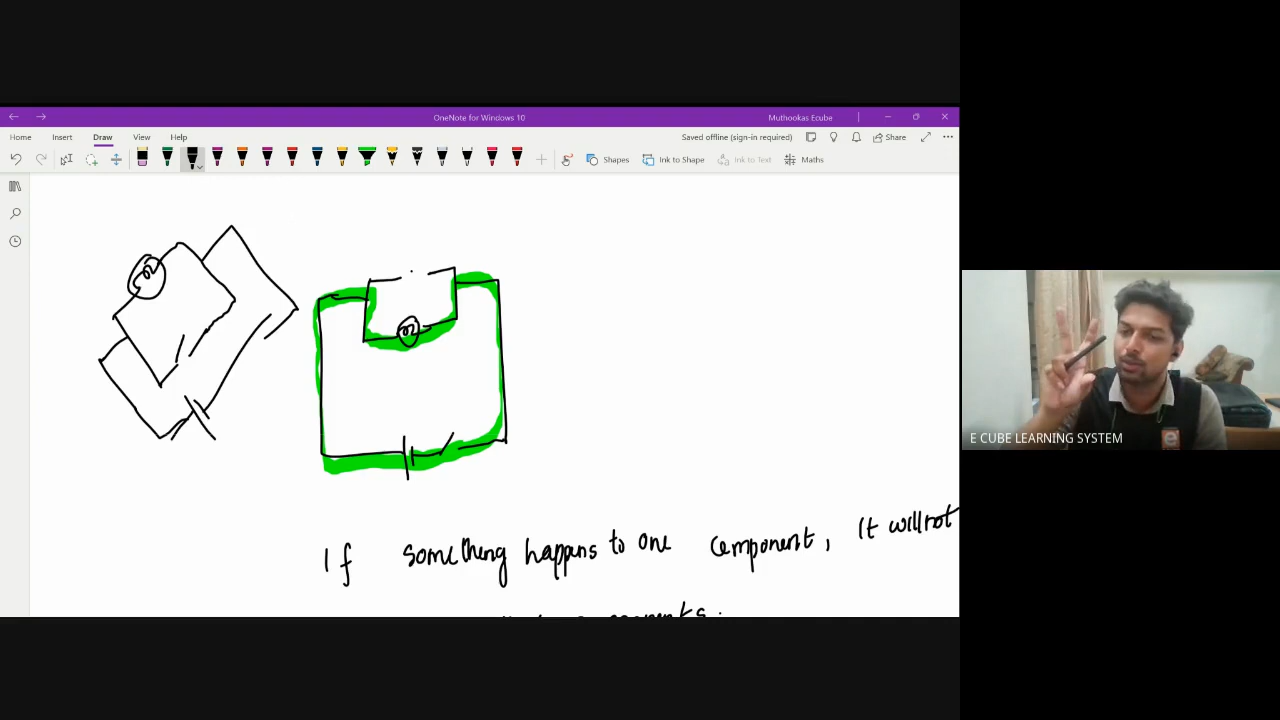 OneNote for Windows 10
Muthookas Ecube
Home Insert Draw View Help
Saved offline (sign-in required)
Share
Shapes
Ink to Shape
Ink to Text
Maths
If something happens to one component, It will not
E CUBE LEARNING SYSTEM